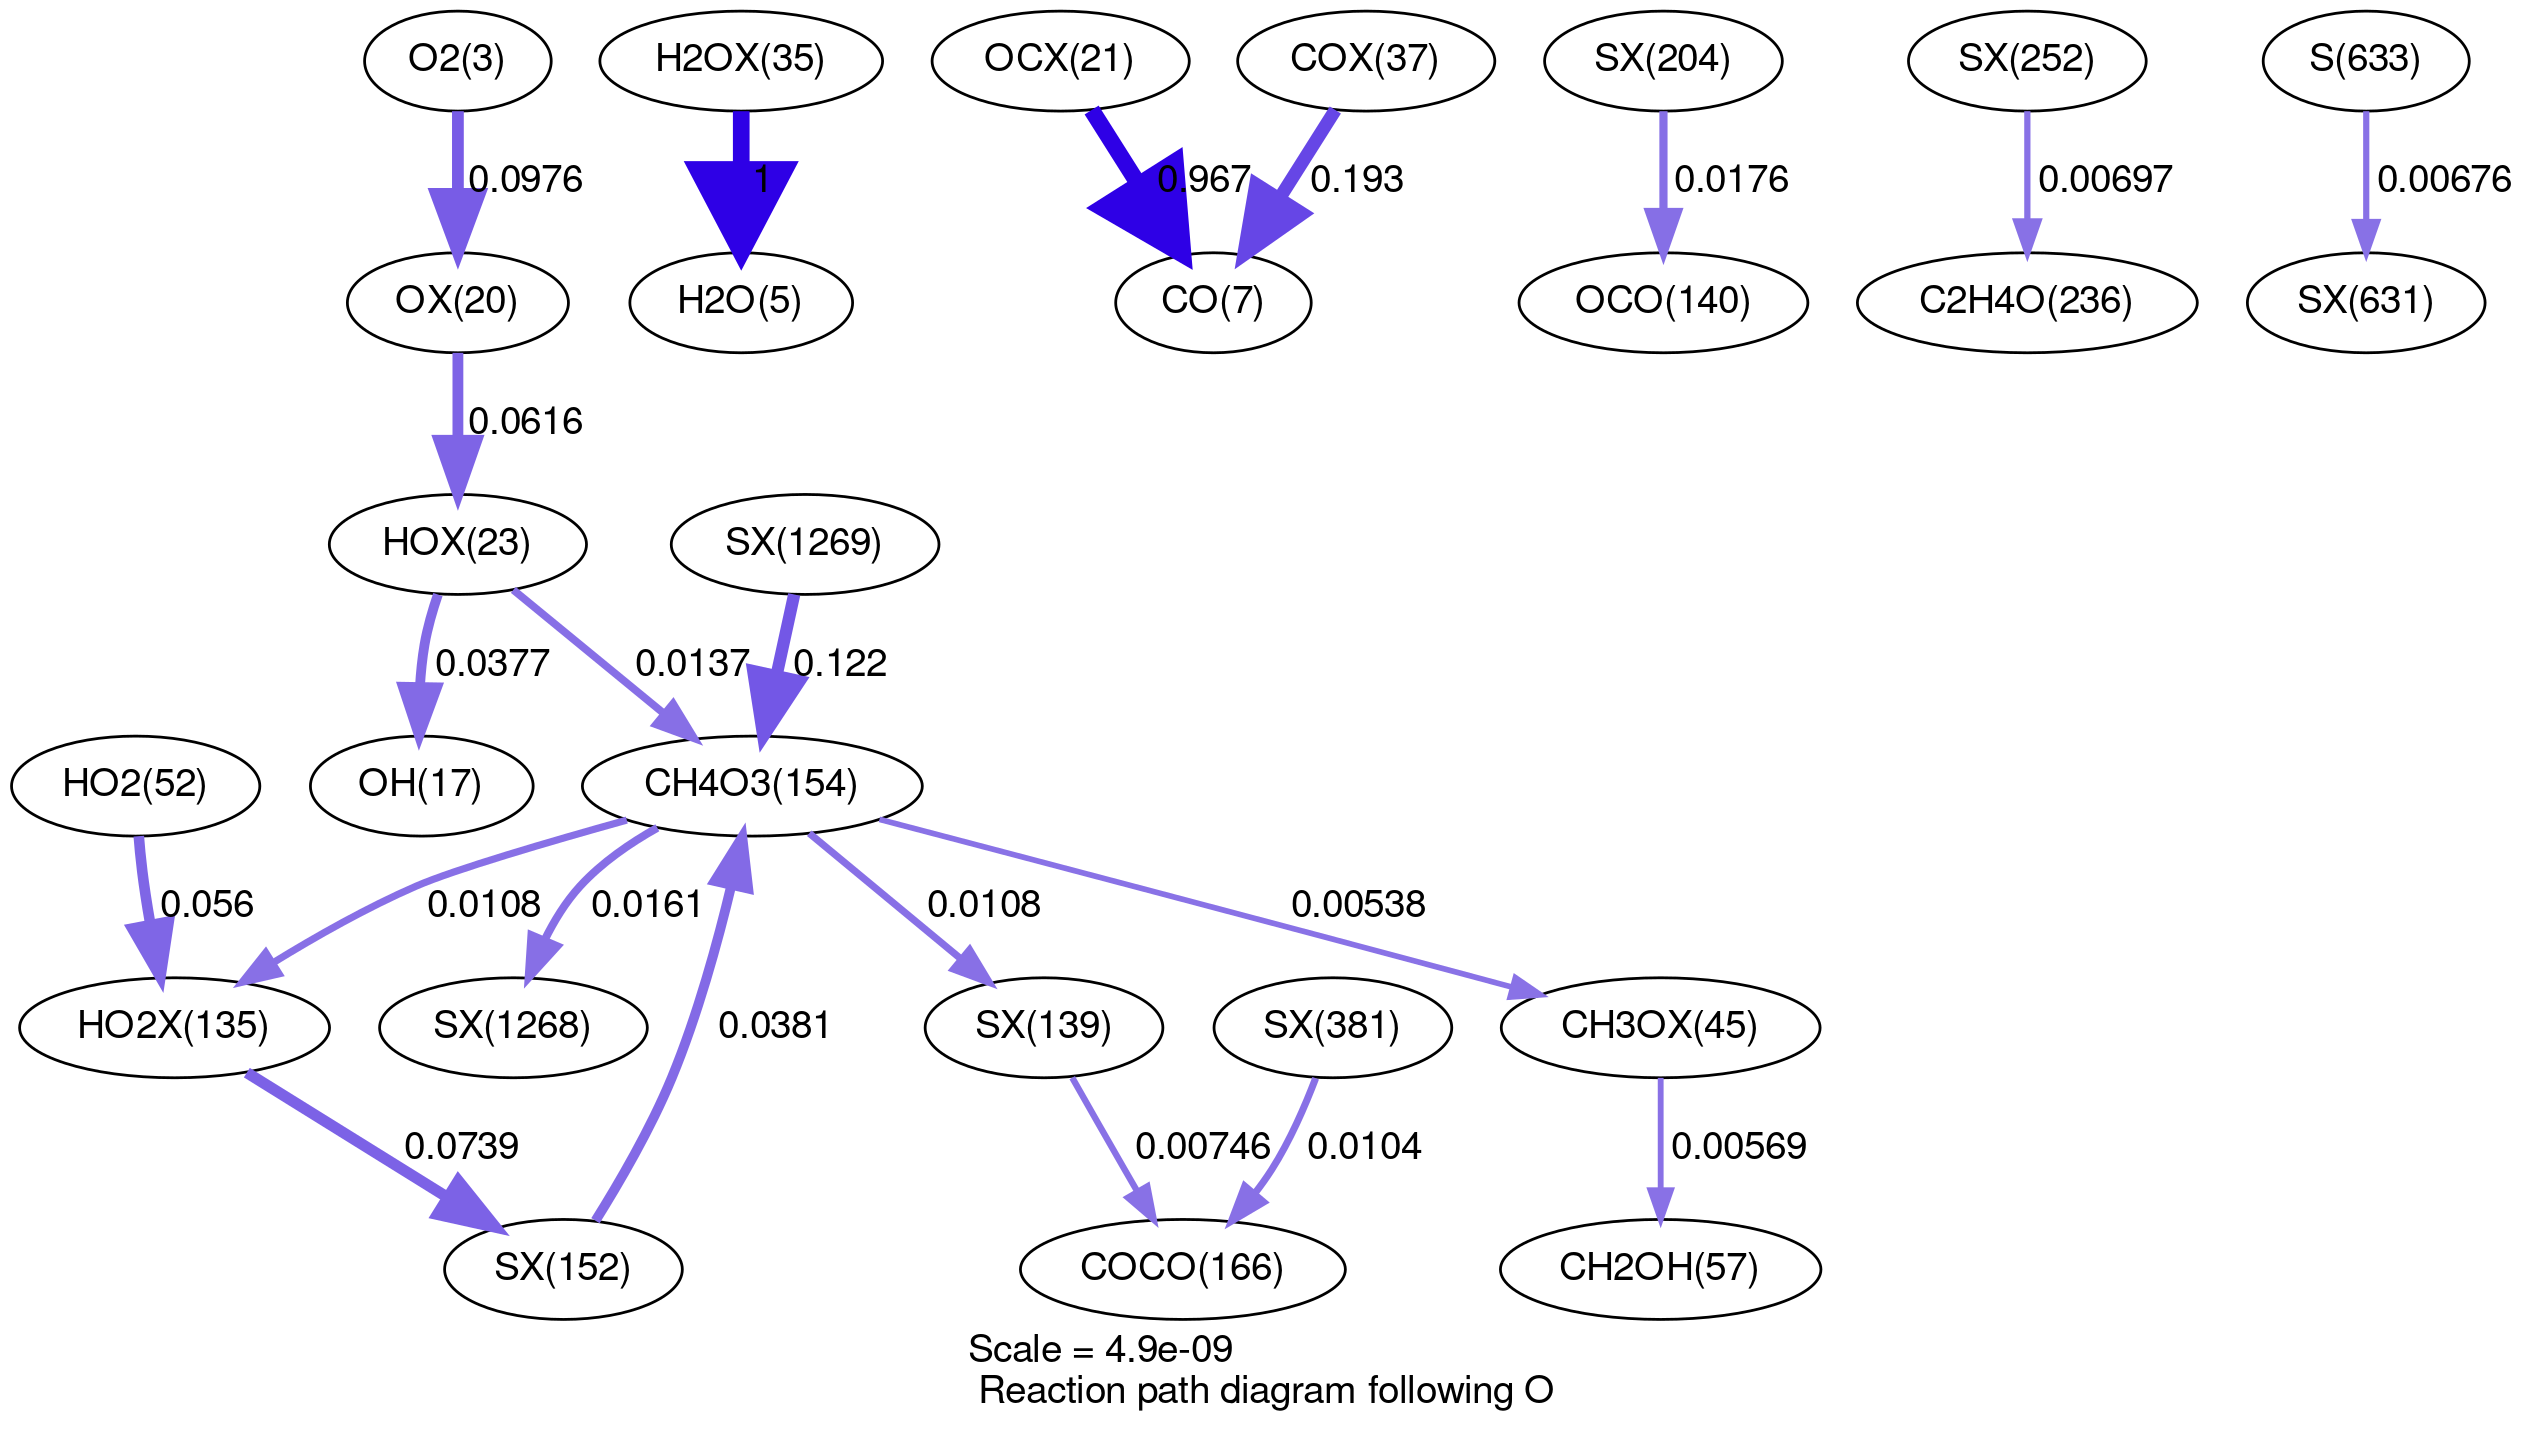 O2(3)
H2OX(35)
OCX(21)
COX(37)
SX(204)
SX(252)
S(633)
0.0976
1
0.967
0.193
0.0176
0.00697
0.00676
OX(20)
H2O(5)
CO(7)
OCO(140)
C2H4O(236)
SX(631)
0.0616
HOX(23)
SX(1269)
0.0377
0.0137
0.122
HO2(52)
OH(17)
CH4O3(154)
0.056
0.0108
0.0161
0.0108
0.00538
HO2X(135)
SX(1268)
0.0381
SX(139)
SX(381)
CH3OX(45)
0.0739
0.00746
0.0104
0.00569
SX(152)
COCO(166)
CH2OH(57)
Scale = 4.9e-09
Reaction path diagram following O